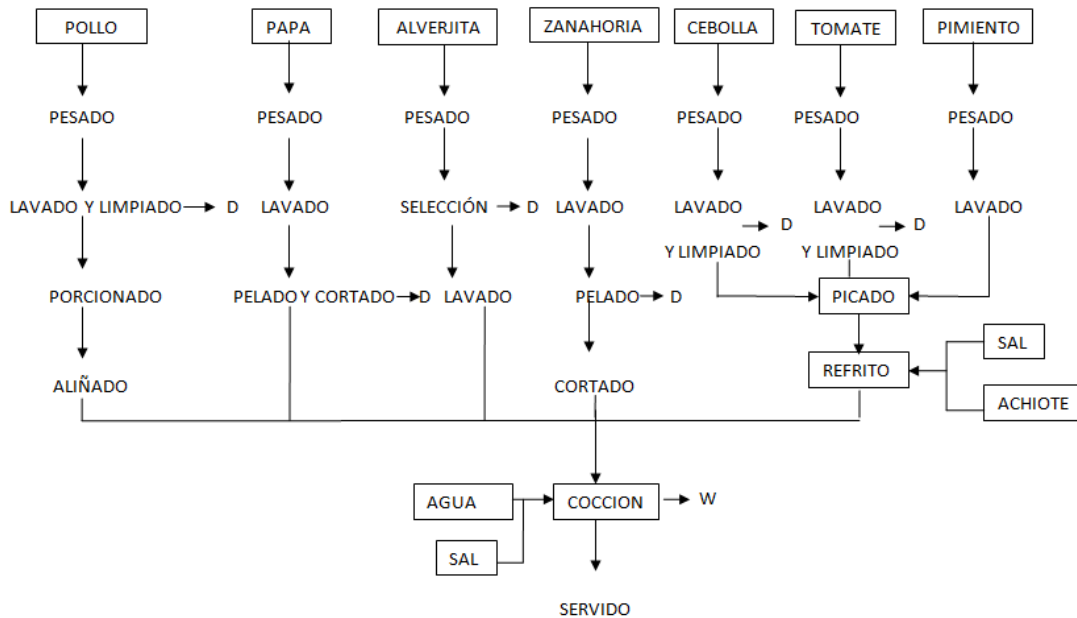 POLLO PAPA ALVERJITA ZANAHORIA CEBOLLA TOMATE PIMIENTO
PESADO PESADO PESADO PESADO PESADO PESADO PESADO
LAVADO Y LIMPIADO D LAVADO SELECCIÓN D LAVADO LAVADO D LAVADO D LAVADO
Y LIMPIADO Y LIMPIADO
PORCIONADO PELADO Y CORTADO D LAVADO PELADO D PICADO
SAL
ALIÑADO CORTADO REFRITO
ACHIOTE
AGUA COCCION W
SAL
SERVIDO